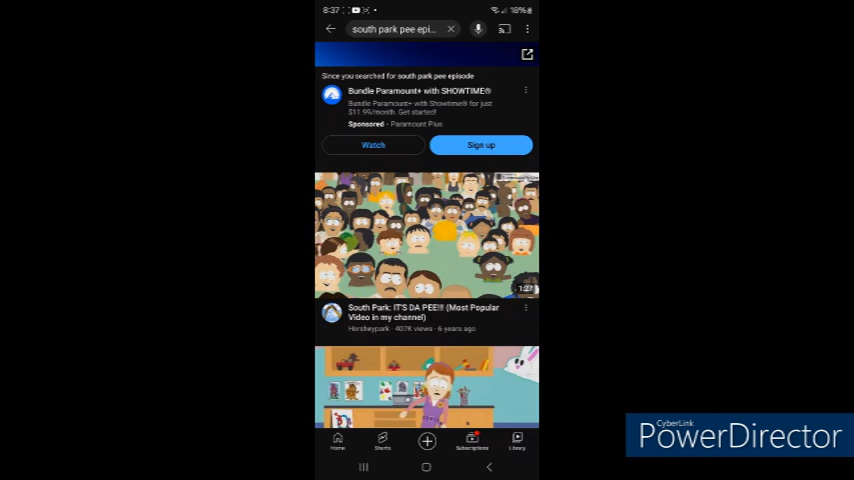 8:37
18%
south park pee epi...
Since you searched for south park pee episode
Bundle Paramount+ with SHOWTIME®
Bundle Paramount+ with Showtime® for just
$11.99/month. Get started!
Sponsored · Paramount Plus
Watch
Sign up
1:27
South Park: IT'S DA PEE!!! (Most Popular
Video in my channel)
Hersheypark · 407K views · 6 years ago
Home
Shorts
Subscriptions
Library
CyberLink
PowerDirector